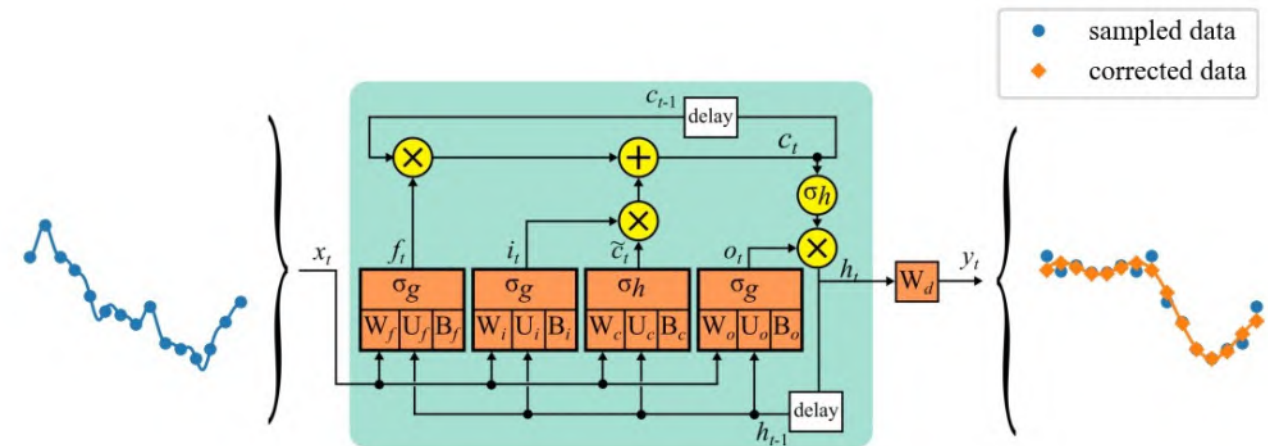 sampled data
corrected data
c_{t-1}
delay
c_t
× + σh
×
×
x_t f_t i_t c̃_t o_t h_t y_t
σg σg σh σg W_d
W_f U_f B_f W_i U_i B_i W_c U_c B_c W_o U_o B_o
delay
h_{t-1}